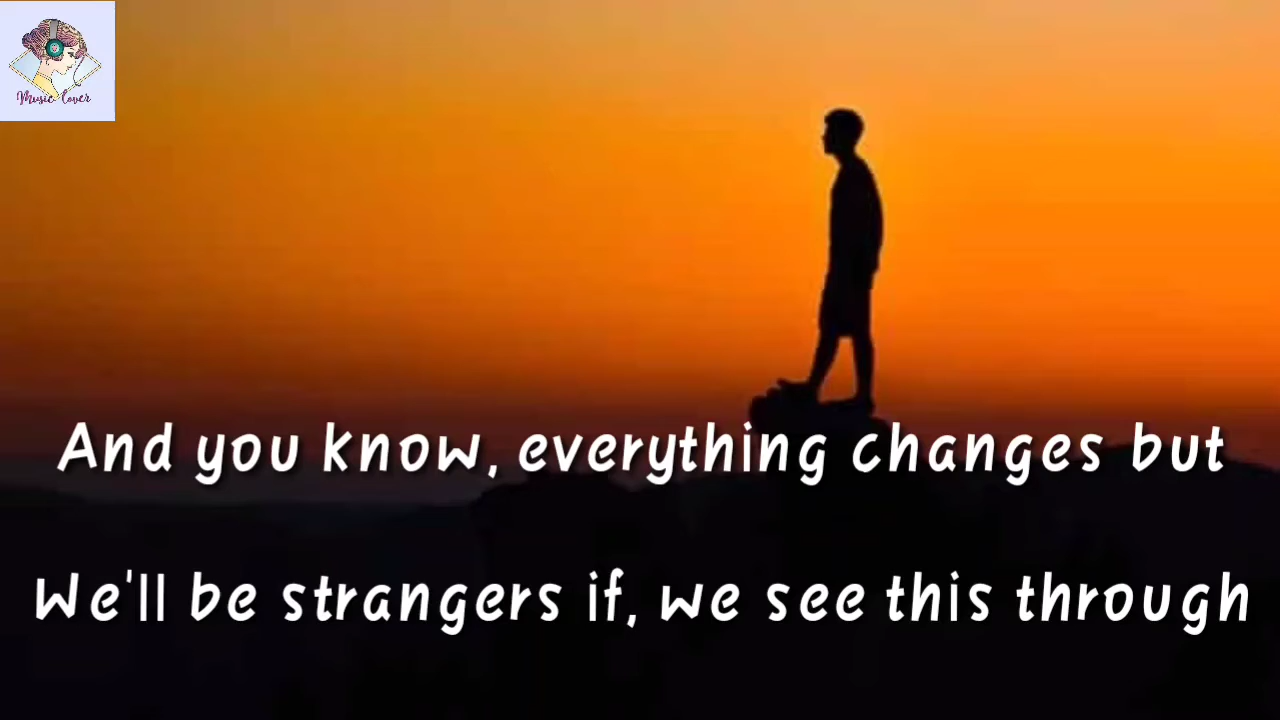 Music Cover
And you know, everything changes but
We'll be strangers if, we see this through